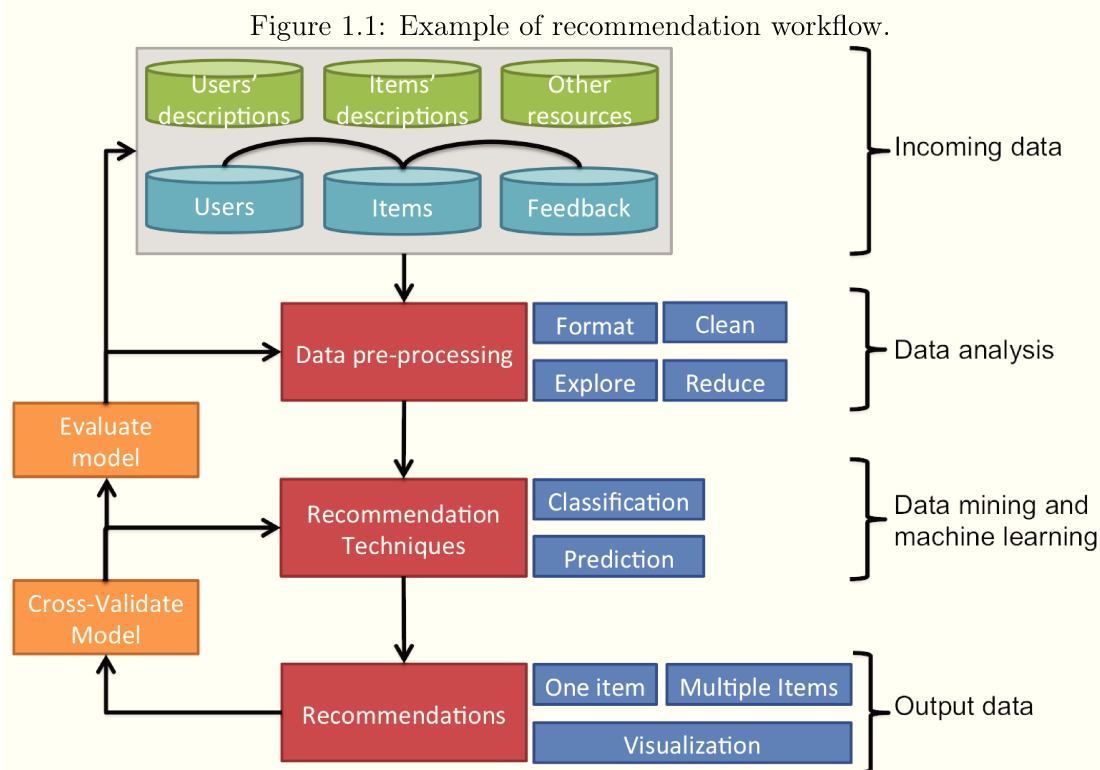 Figure 1.1: Example of recommendation workflow.
Users'
descriptions
Items'
descriptions
Other
resources
Incoming data
Users
Items
Feedback
Data pre-processing
Format
Clean
Explore
Reduce
Data analysis
Evaluate
model
Recommendation
Techniques
Classification
Prediction
Data mining and
machine learning
Cross-Validate
Model
Recommendations
One item
Multiple Items
Visualization
Output data